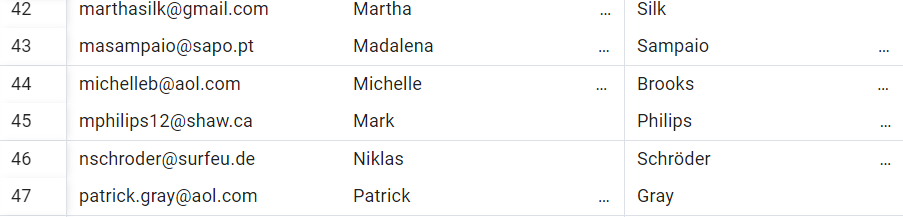 42 marthasilk@gmail.com Martha ... Silk
43 masampaio@sapo.pt Madalena ... Sampaio ...
44 michelleb@aol.com Michelle ... Brooks ...
45 mphilips12@shaw.ca Mark Philips ...
46 nschroder@surfeu.de Niklas Schröder ...
47 patrick.gray@aol.com Patrick ... Gray